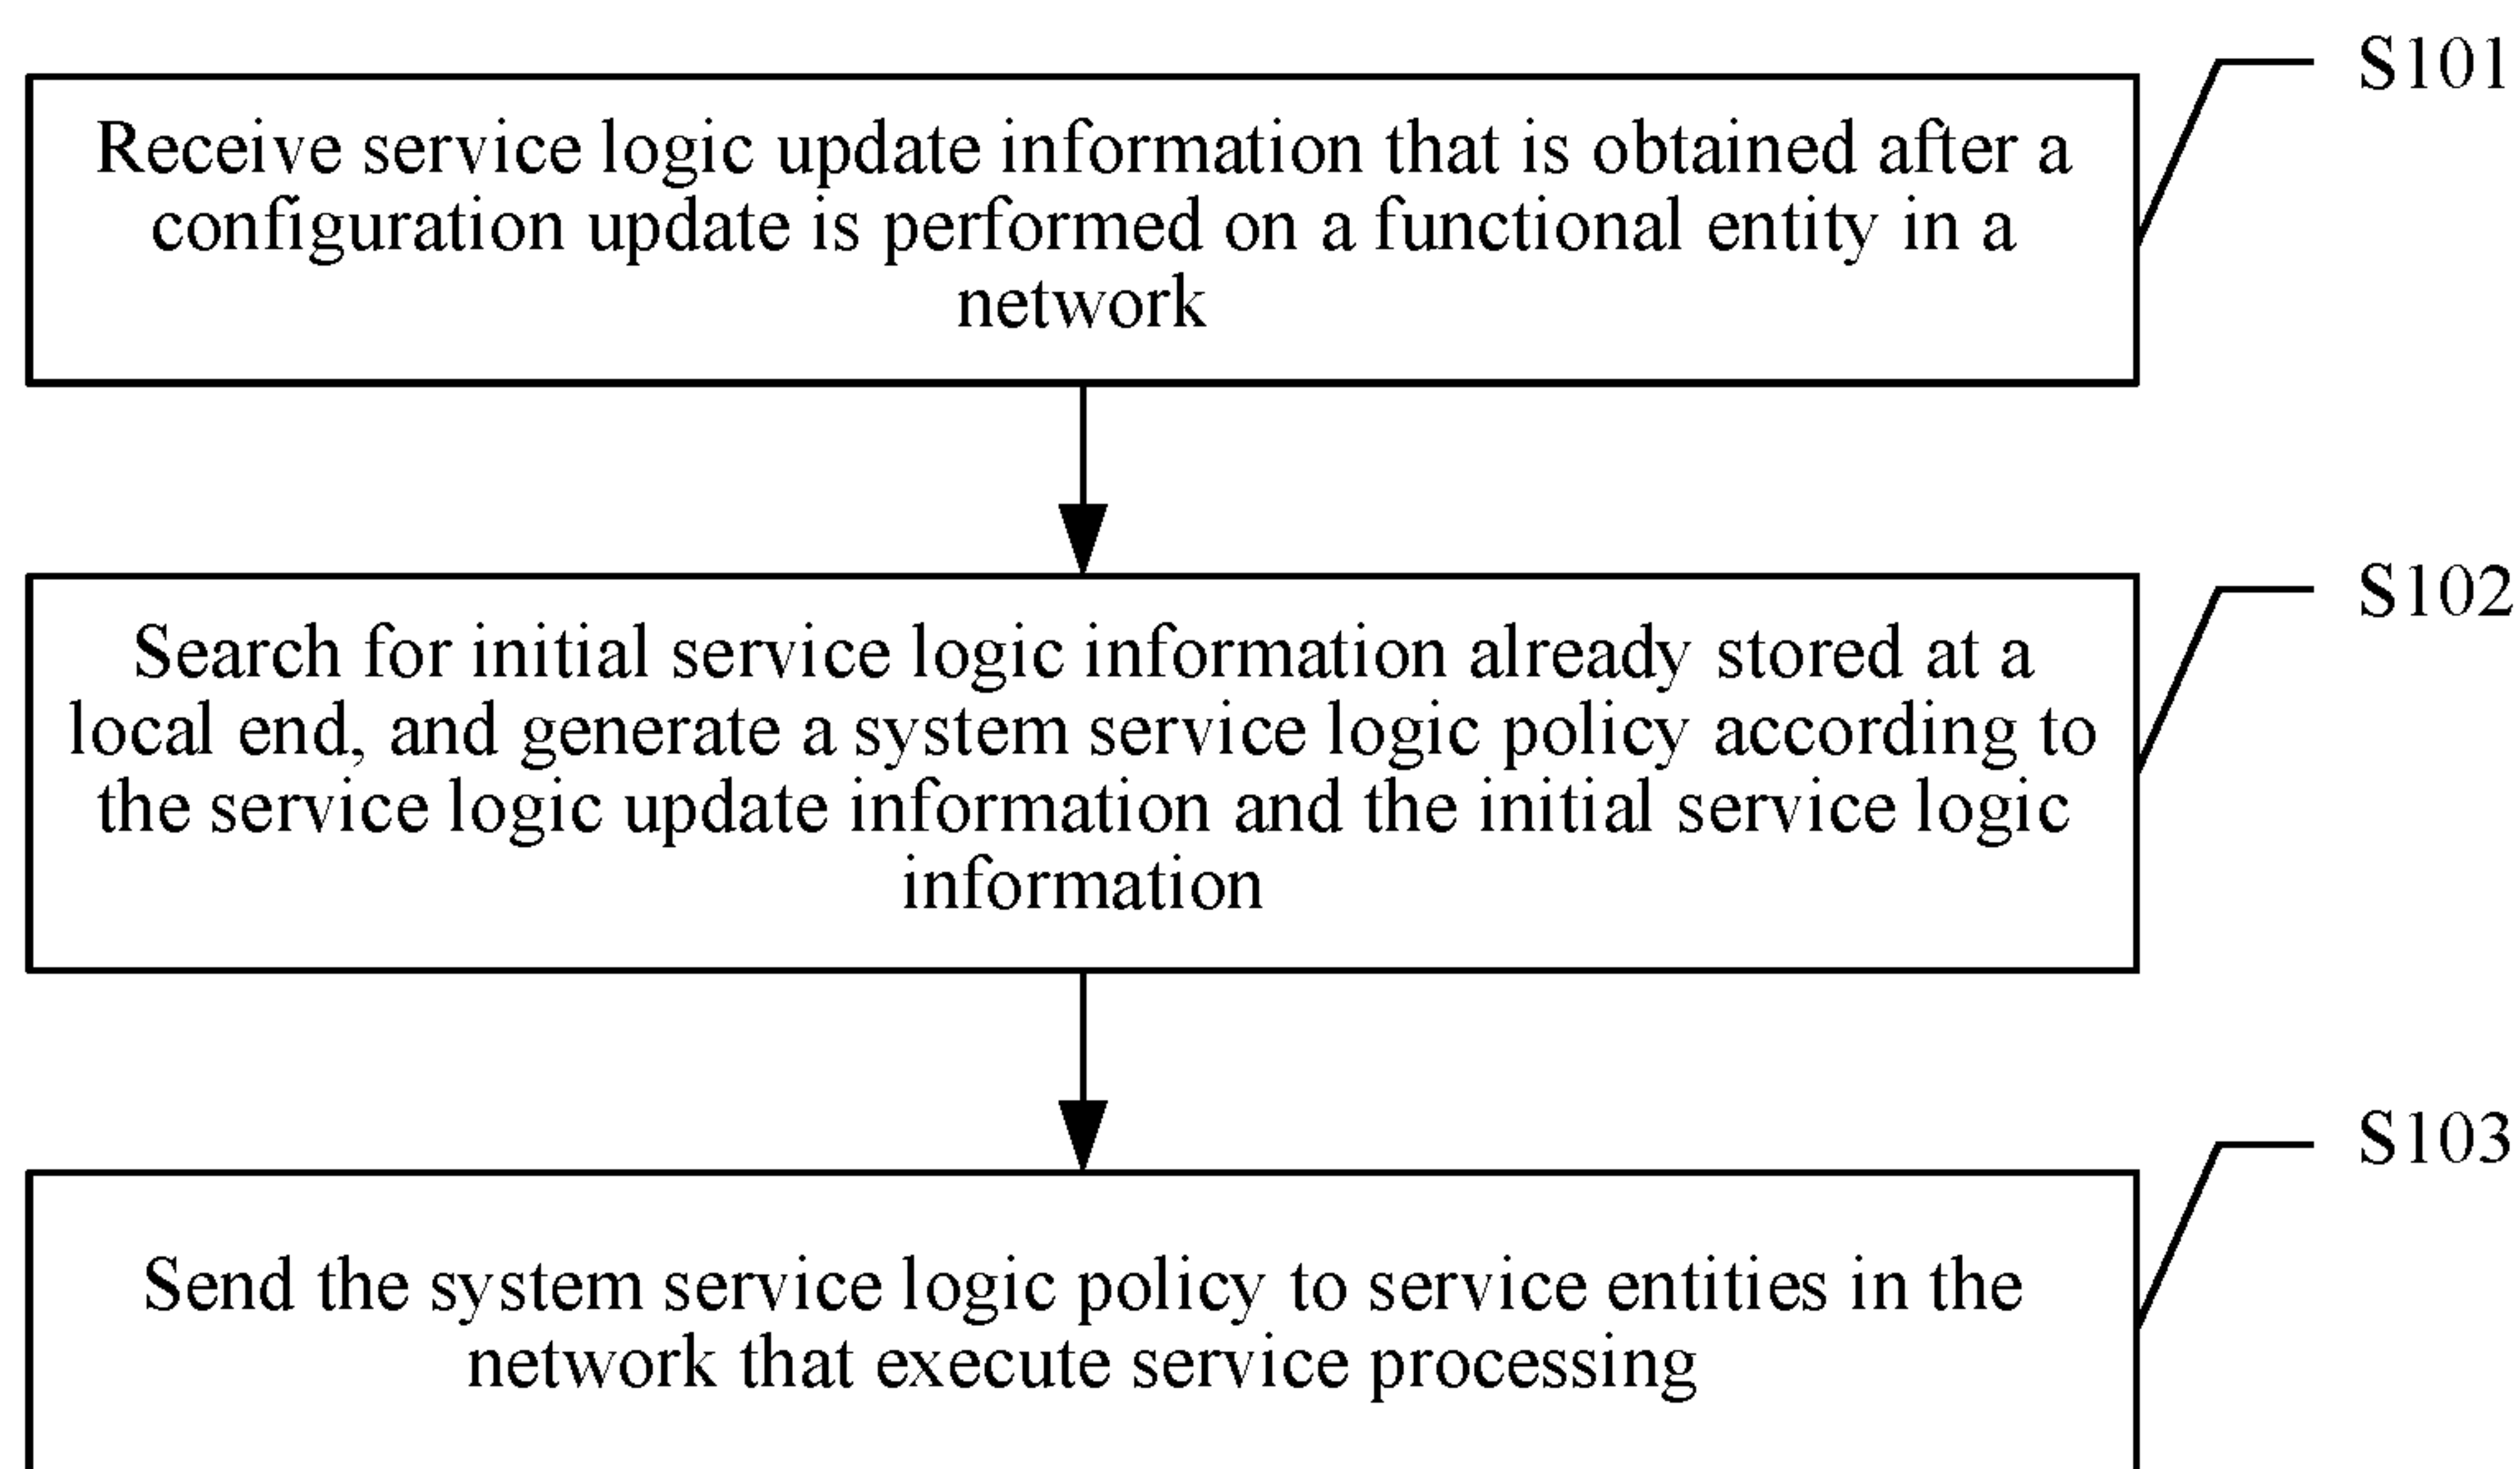 S101
Receive service logic update information that is obtained after a
configuration update is performed on a functional entity in a
network
S102
Search for initial service logic information already stored at a
local end, and generate a system service logic policy according to
the service logic update information and the initial service logic
information
S103
Send the system service logic policy to service entities in the
network that execute service processing